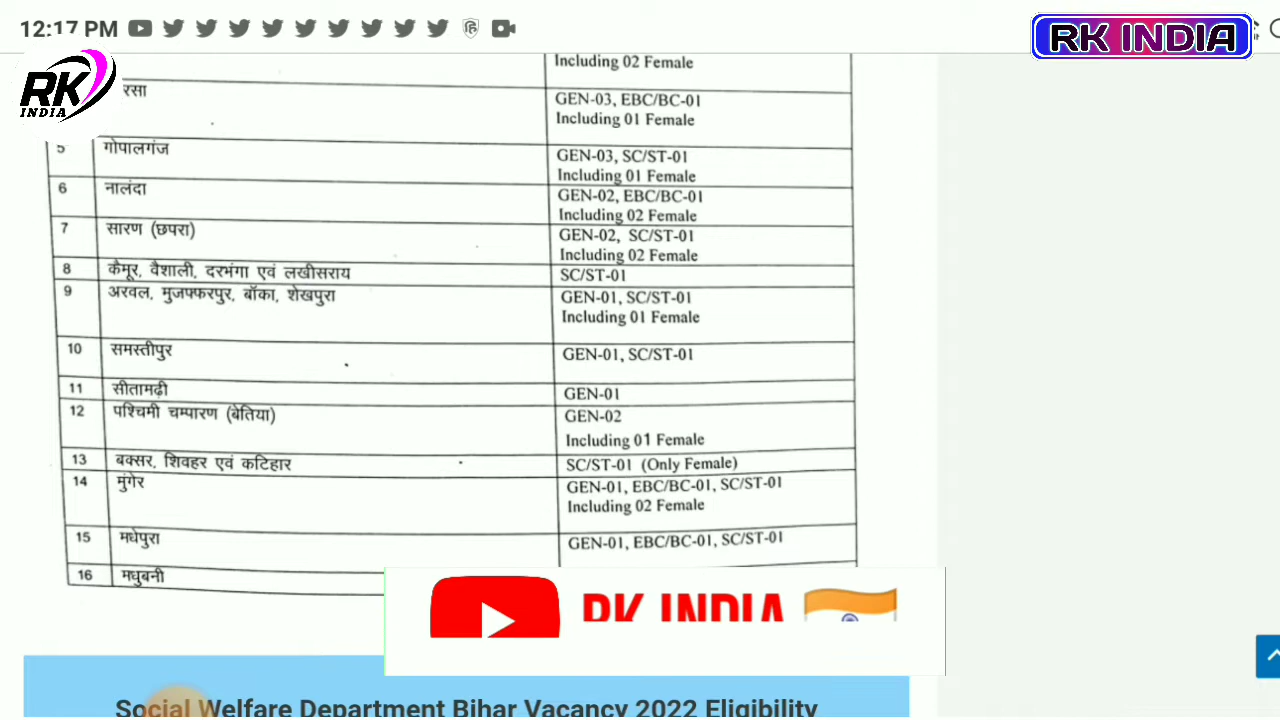 12:17 PM
RK INDIA
RK
INDIA
Including 02 Female
रसा
GEN-03, EBC/BC-01
Including 01 Female
5 गोपालगंज GEN-03, SC/ST-01
Including 01 Female
6 नालंदा GEN-02, EBC/BC-01
Including 02 Female
7 सारण (छपरा) GEN-02, SC/ST-01
Including 02 Female
8 कैमूर, वैशाली, दरभंगा एवं लखीसराय SC/ST-01
9 अरवल, मुजफ्फरपुर, बॉका, शेखपुरा GEN-01, SC/ST-01
Including 01 Female
10 समस्तीपुर GEN-01, SC/ST-01
11 सीतामढ़ी GEN-01
12 पश्चिमी चम्पारण (बेतिया) GEN-02
Including 01 Female
13 बक्सर, शिवहर एवं कटिहार SC/ST-01 (Only Female)
14 मुंगेर GEN-01, EBC/BC-01, SC/ST-01
Including 02 Female
15 मधेपुरा GEN-01, EBC/BC-01, SC/ST-01
16 मधुबनी
RK INDIA
Social Welfare Department Bihar Vacancy 2022 Eligibility